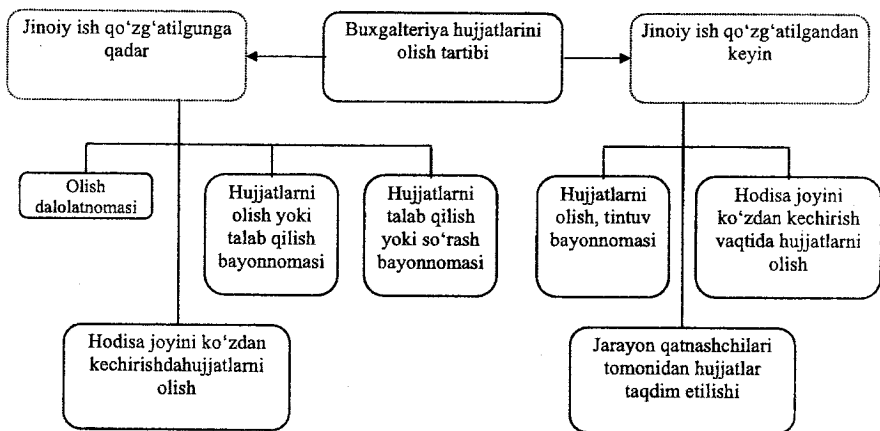 Jinoiy ish qo‘zg‘atilgunga
qadar
Buxgalteriya hujjatlarini
olish tartibi
Jinoiy ish qo‘zg‘atilgandan
keyin
Olish
dalolatnomasi
Hujjatlarni
olish yoki
talab qilish
bayonnomasi
Hujjatlarni
talab qilish
yoki so‘rash
bayonnomasi
Hujjatlarni
olish, tintuv
bayonnomasi
Hodisa joyini
ko‘zdan kechirish
vaqtida hujjatlarni
olish
Hodisa joyini ko‘zdan
kechirishdahujjatlarni
olish
Jarayon qatnashchilari
tomonidan hujjatlar
taqdim etilishi